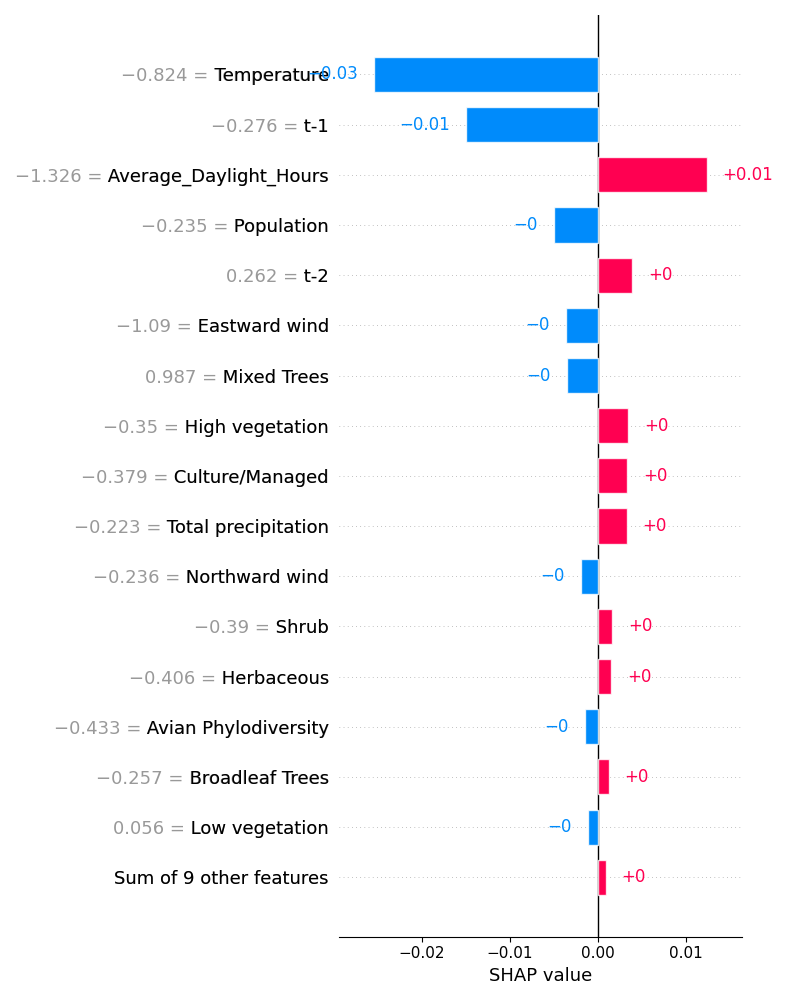 −0.824 = Temperature −0.03
−0.276 = t-1 −0.01
−1.326 = Average_Daylight_Hours +0.01
−0.235 = Population −0
0.262 = t-2 +0
−1.09 = Eastward wind −0
0.987 = Mixed Trees −0
−0.35 = High vegetation +0
−0.379 = Culture/Managed +0
−0.223 = Total precipitation +0
−0.236 = Northward wind −0
−0.39 = Shrub +0
−0.406 = Herbaceous +0
−0.433 = Avian Phylodiversity −0
−0.257 = Broadleaf Trees +0
0.056 = Low vegetation −0
Sum of 9 other features +0
−0.02 −0.01 0.00 0.01
SHAP value